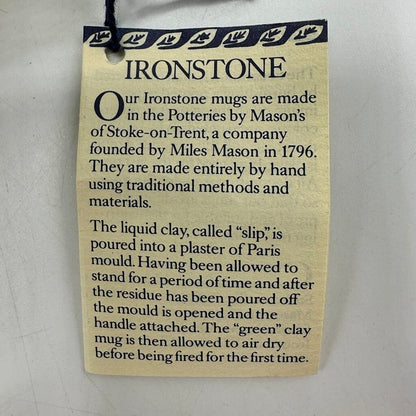 IRONSTONE
Our Ironstone mugs are made
in the Potteries by Mason's
of Stoke-on-Trent, a company
founded by Miles Mason in 1796.
They are made entirely by hand
using traditional methods and
materials.
The liquid clay, called “slip”, is
poured into a plaster of Paris
mould. Having been allowed to
stand for a period of time and after
the residue has been poured off
the mould is opened and the
handle attached. The “green” clay
mug is then allowed to air dry
before being fired for the first time.